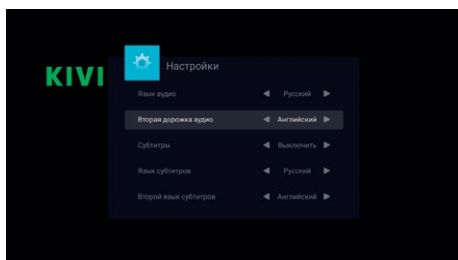 KIVI
Настройки
Язык аудио Русский
Вторая дорожка аудио Английский
Субтитры Выключить
Язык субтитров Русский
Второй язык субтитров Английский